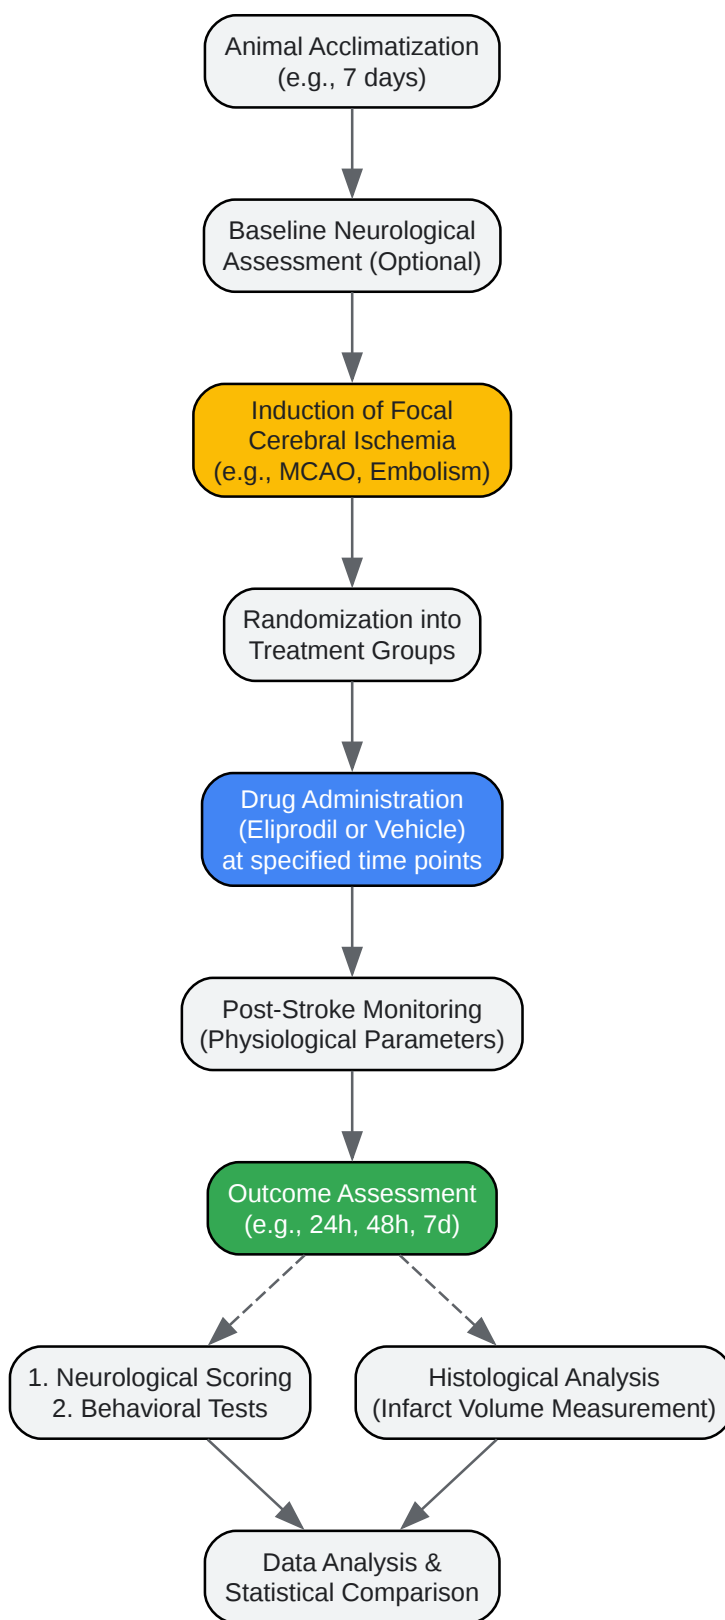 Animal Acclimatization
(e.g., 7 days)
Baseline Neurological
Assessment (Optional)
Induction of Focal
Cerebral Ischemia
(e.g., MCAO, Embolism)
Randomization into
Treatment Groups
Drug Administration
(Eliprodil or Vehicle)
at specified time points
Post-Stroke Monitoring
(Physiological Parameters)
Outcome Assessment
(e.g., 24h, 48h, 7d)
1. Neurological Scoring
2. Behavioral Tests
Histological Analysis
(Infarct Volume Measurement)
Data Analysis &
Statistical Comparison